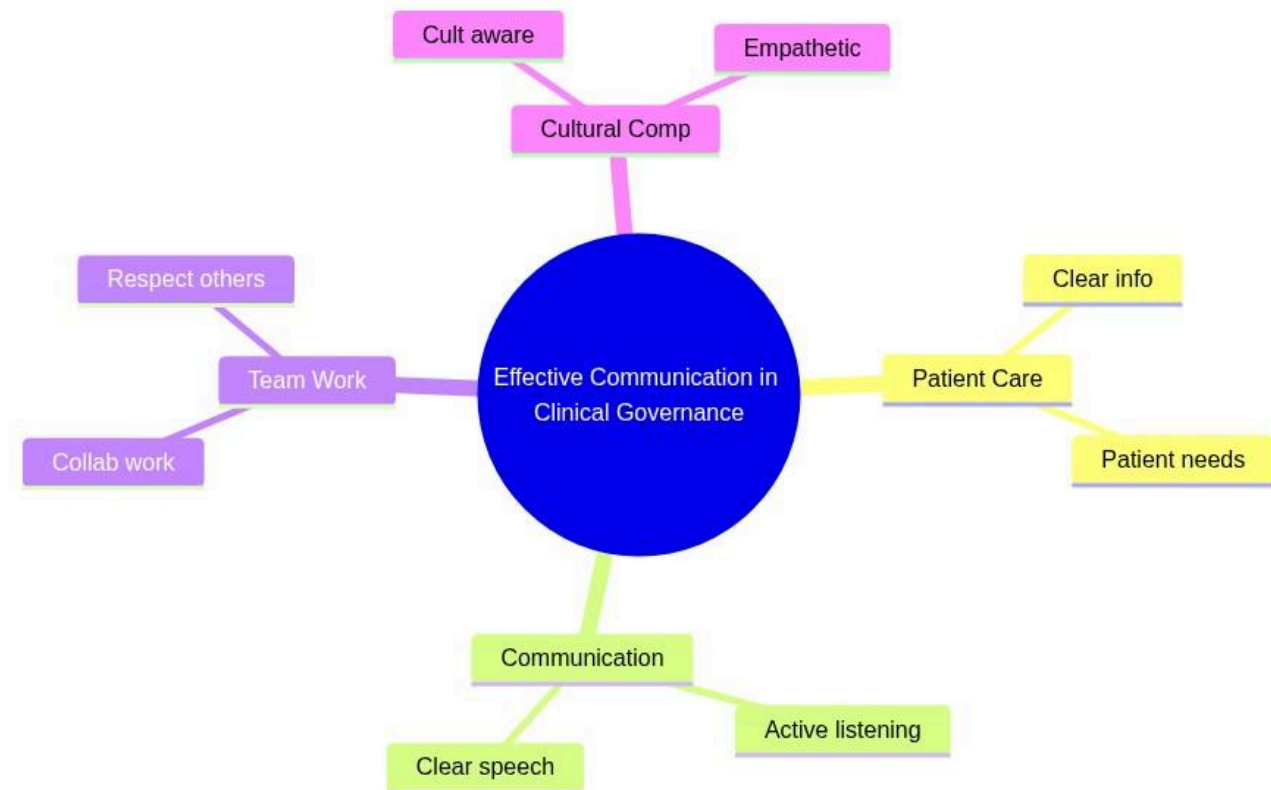 Cult aware
Empathetic
Cultural Comp
Respect others
Clear info
Team Work
Effective Communication in
Clinical Governance
Patient Care
Collab work
Patient needs
Communication
Active listening
Clear speech